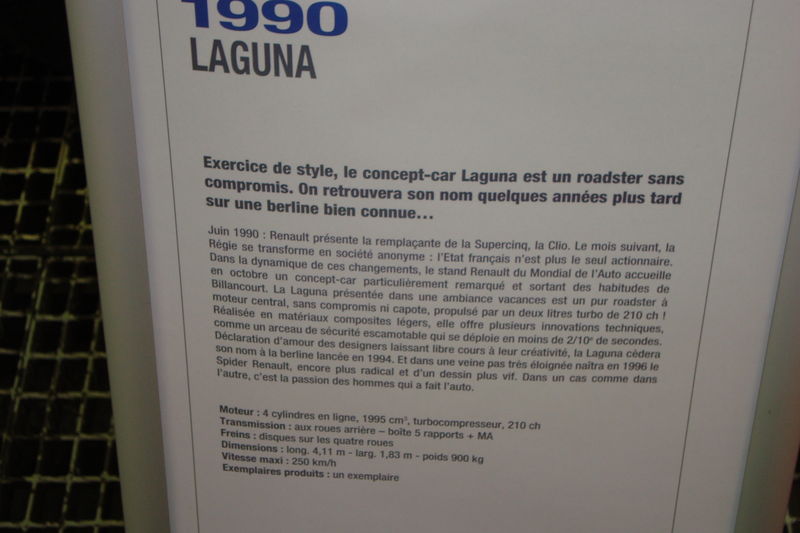 1990
LAGUNA
Exercice de style, le concept-car Laguna est un roadster sans
compromis. On retrouvera son nom quelques années plus tard
sur une berline bien connue...
Juin 1990 : Renault présente la remplaçante de la Supercinq, la Clio. Le mois suivant, la
Régie se transforme en société anonyme : l'Etat français n'est plus le seul actionnaire.
Dans la dynamique de ces changements, le stand Renault du Mondial de l'Auto accueille
en octobre un concept-car particulièrement remarqué et sortant des habitudes de
Billancourt. La Laguna présentée dans une ambiance vacances est un pur roadster à
moteur central, sans compromis ni capote, propulsé par un deux litres turbo de 210 ch !
Réalisée en matériaux composites légers, elle offre plusieurs innovations techniques,
comme un arceau de sécurité escamotable qui se déploie en moins de 2/10e de secondes.
Déclaration d'amour des designers laissant libre cours à leur créativité, la Laguna cèdera
son nom à la berline lancée en 1994. Et dans une veine pas très éloignée naîtra en 1996 le
Spider Renault, encore plus radical et d'un dessin plus vif. Dans un cas comme dans
l'autre, c'est la passion des hommes qui a fait l'auto.
Moteur : 4 cylindres en ligne, 1995 cm³, turbocompresseur, 210 ch
Transmission : aux roues arrière – boîte 5 rapports + MA
Freins : disques sur les quatre roues
Dimensions : long. 4,11 m - larg. 1,83 m - poids 900 kg
Vitesse maxi : 250 km/h
Exemplaires produits : un exemplaire